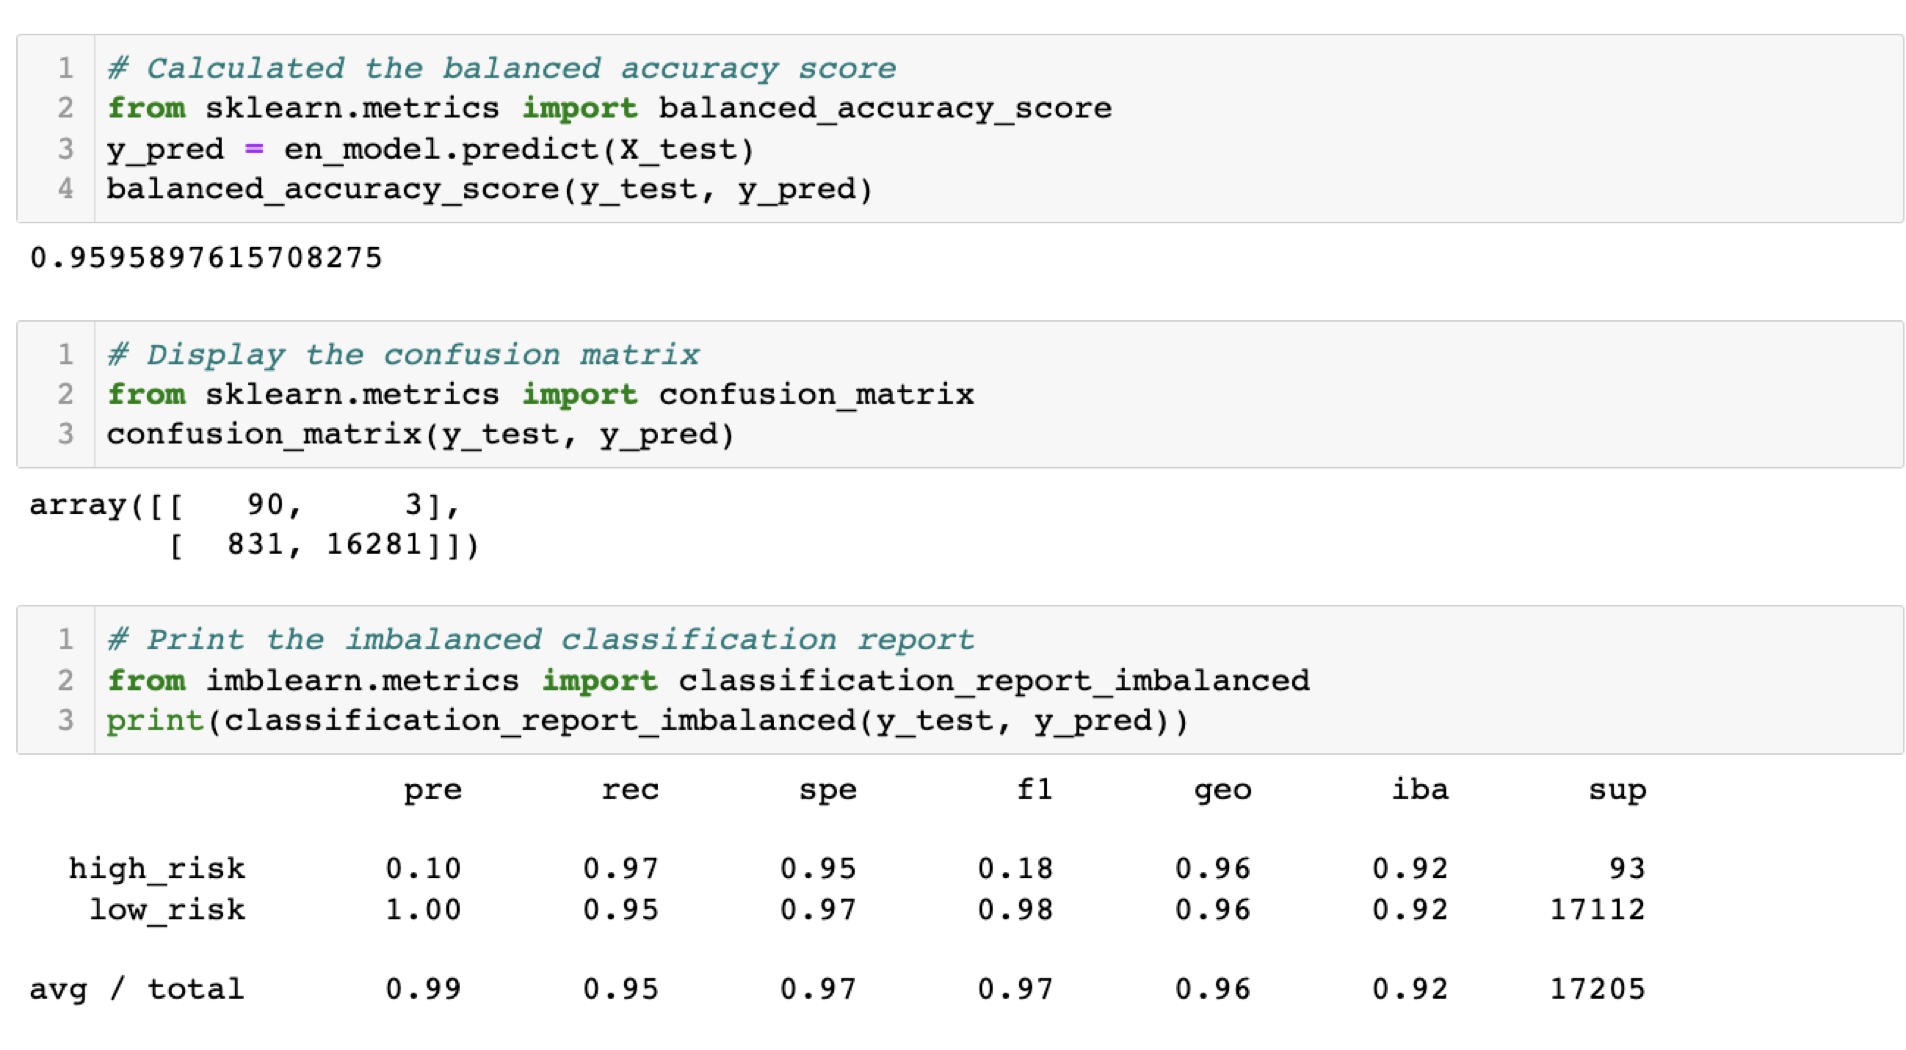 1 # Calculated the balanced accuracy score
2 from sklearn.metrics import balanced_accuracy_score
3 y_pred = en_model.predict(X_test)
4 balanced_accuracy_score(y_test, y_pred)
0.9595897615708275
1 # Display the confusion matrix
2 from sklearn.metrics import confusion_matrix
3 confusion_matrix(y_test, y_pred)
array([[   90,     3],
       [  831, 16281]])
1 # Print the imbalanced classification report
2 from imblearn.metrics import classification_report_imbalanced
3 print(classification_report_imbalanced(y_test, y_pred))
pre rec spe f1 geo iba sup
high_risk 0.10 0.97 0.95 0.18 0.96 0.92 93
low_risk 1.00 0.95 0.97 0.98 0.96 0.92 17112
avg / total 0.99 0.95 0.97 0.97 0.96 0.92 17205